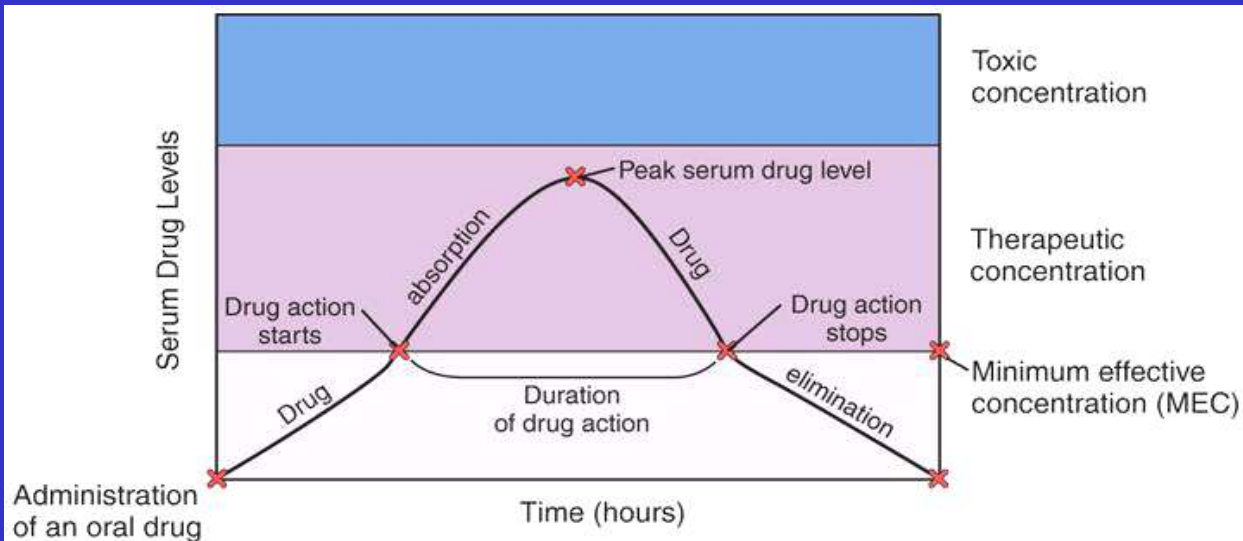 Toxic
concentration
Serum Drug Levels
Peak serum drug level
absorption
Drug
Therapeutic
concentration
Drug action
starts
Drug action
stops
Drug
Duration
of drug action
elimination
Minimum effective
concentration (MEC)
Administration
of an oral drug
Time (hours)